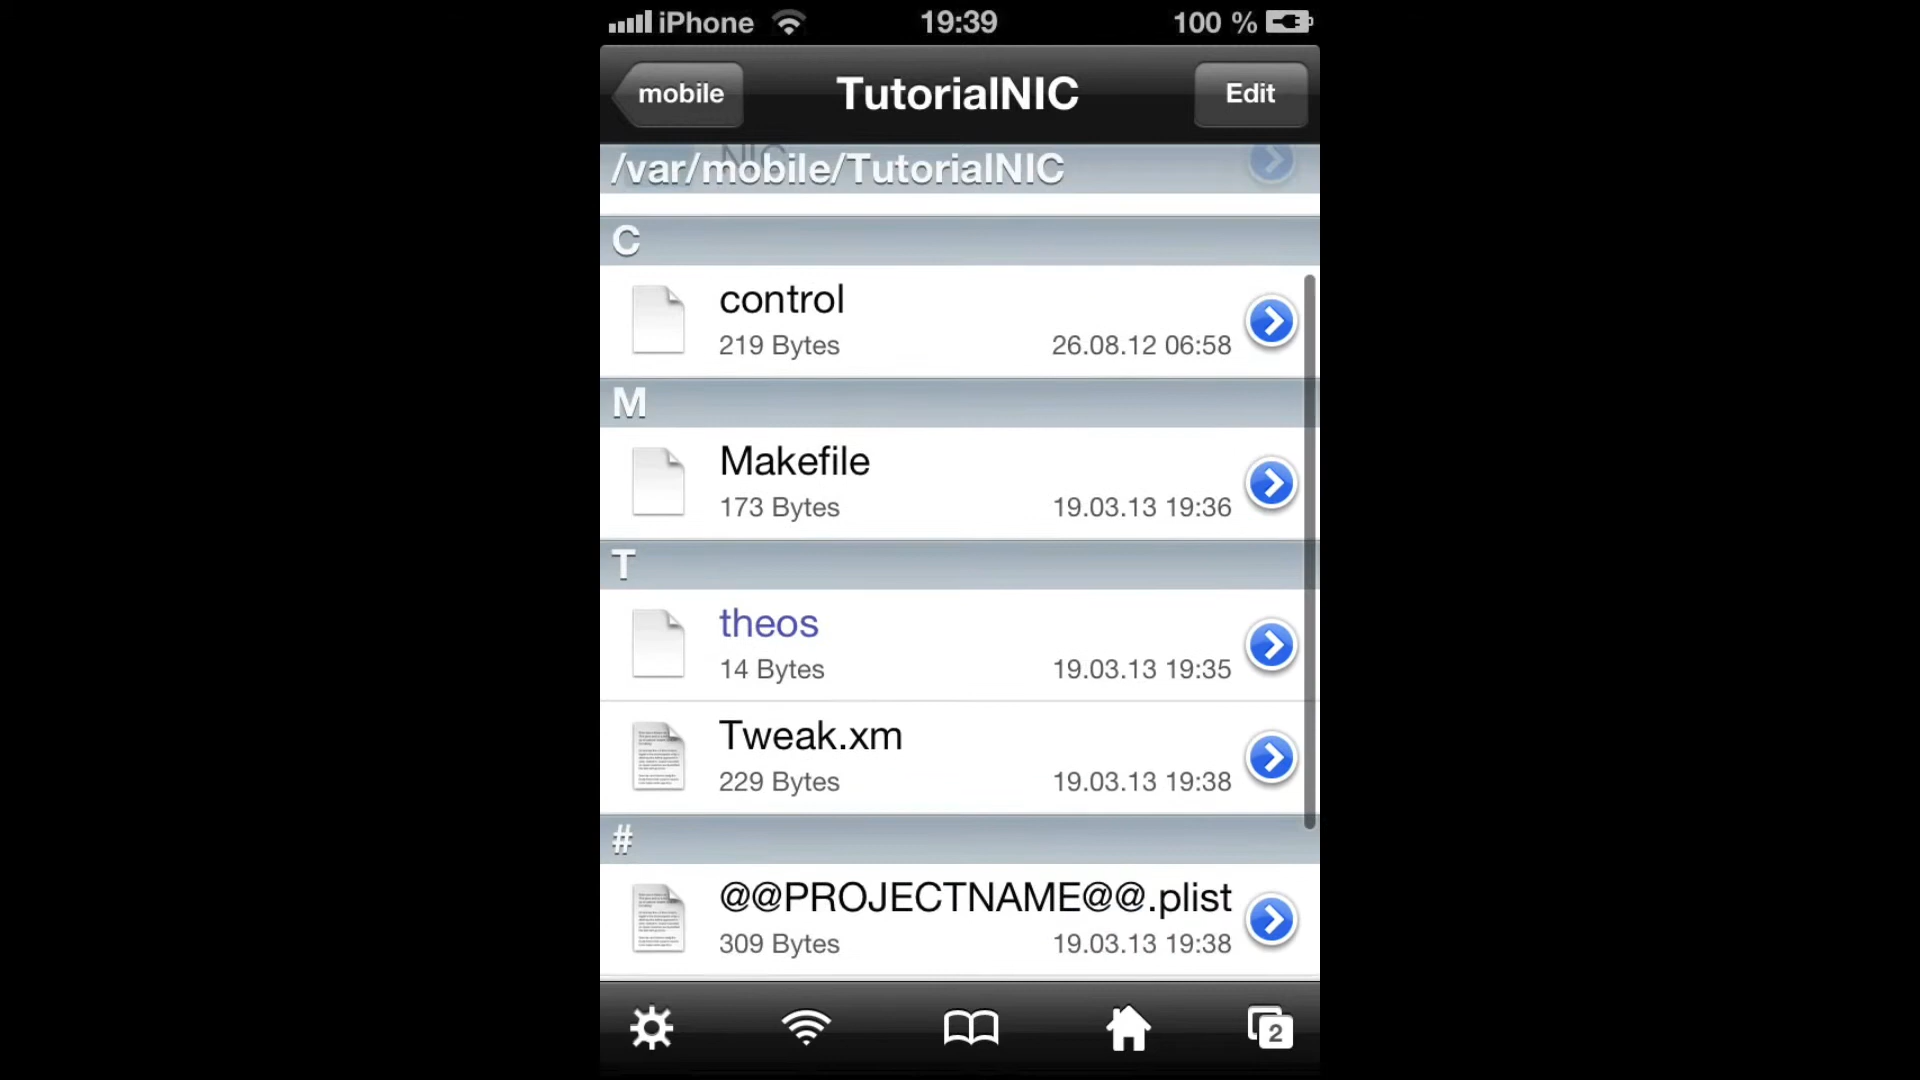 iPhone 19:39 100 %
mobile TutorialNIC Edit
NIC
/var/mobile/TutorialNIC
C
control
219 Bytes 26.08.12 06:58
M
Makefile
173 Bytes 19.03.13 19:36
T
theos
14 Bytes 19.03.13 19:35
Tweak.xm
229 Bytes 19.03.13 19:38
#
@@PROJECTNAME@@.plist
309 Bytes 19.03.13 19:38
2